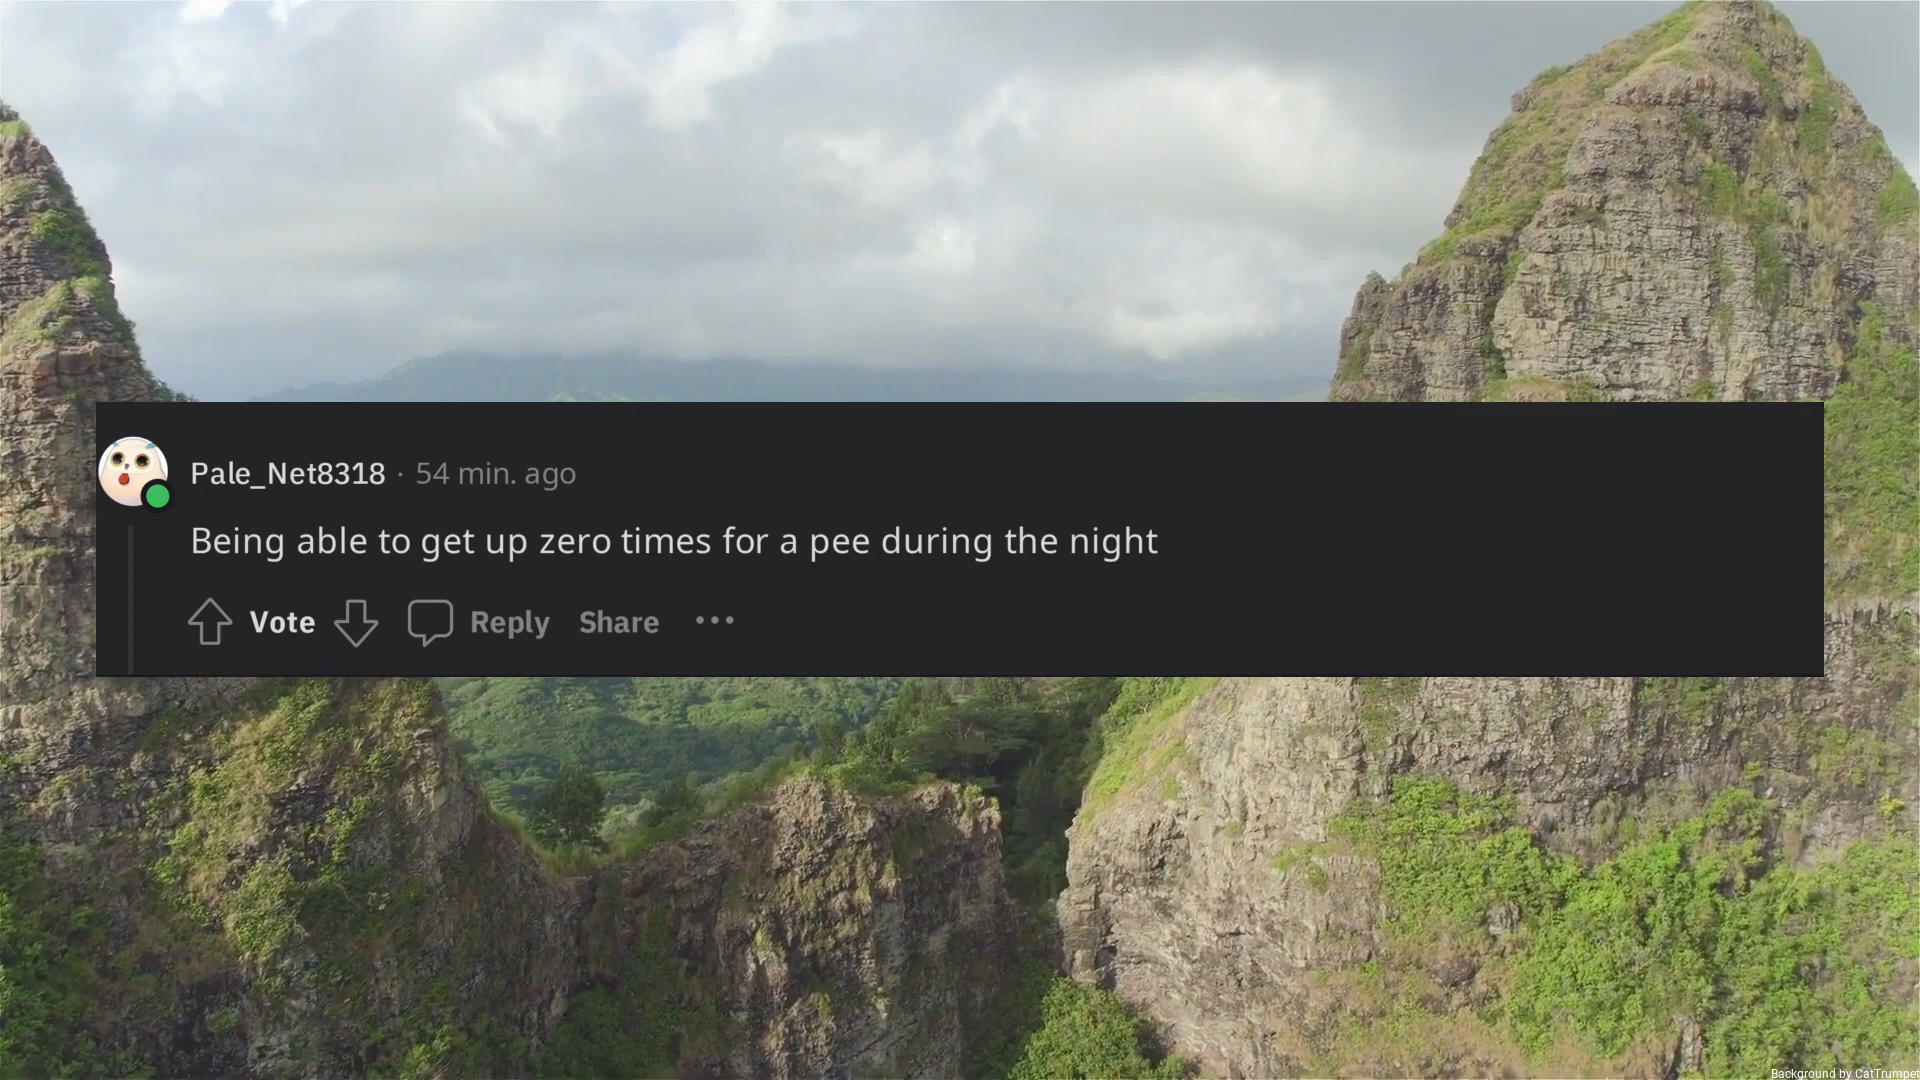 Pale_Net8318 · 54 min. ago
Being able to get up zero times for a pee during the night
Vote Reply Share ···
Background by CatTrumpet